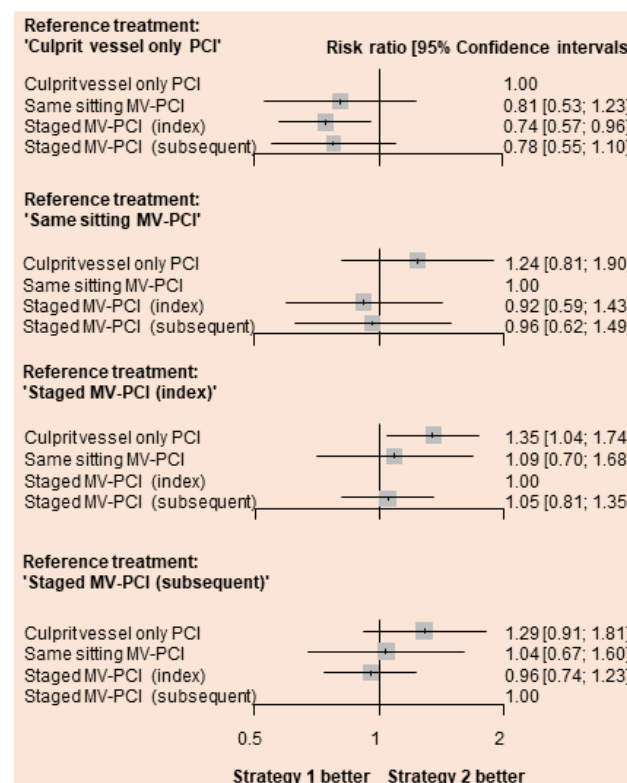 Reference treatment:
'Culprit vessel only PCI' Risk ratio [95% Confidence intervals
Culprit vessel only PCI 1.00
Same sitting MV-PCI 0.81 [0.53; 1.23]
Staged MV-PCI (index) 0.74 [0.57; 0.96]
Staged MV-PCI (subsequent) 0.78 [0.55; 1.10]
Reference treatment:
'Same sitting MV-PCI'
Culprit vessel only PCI 1.24 [0.81; 1.90
Same sitting MV-PCI 1.00
Staged MV-PCI (index) 0.92 [0.59; 1.43
Staged MV-PCI (subsequent) 0.96 [0.62; 1.49
Reference treatment:
'Staged MV-PCI (index)'
Culprit vessel only PCI 1.35 [1.04; 1.74
Same sitting MV-PCI 1.09 [0.70; 1.68
Staged MV-PCI (index) 1.00
Staged MV-PCI (subsequent) 1.05 [0.81; 1.35
Reference treatment:
'Staged MV-PCI (subsequent)'
Culprit vessel only PCI 1.29 [0.91; 1.81]
Same sitting MV-PCI 1.04 [0.67; 1.60]
Staged MV-PCI (index) 0.96 [0.74; 1.23]
Staged MV-PCI (subsequent) 1.00
0.5 1 2
Strategy 1 better Strategy 2 better